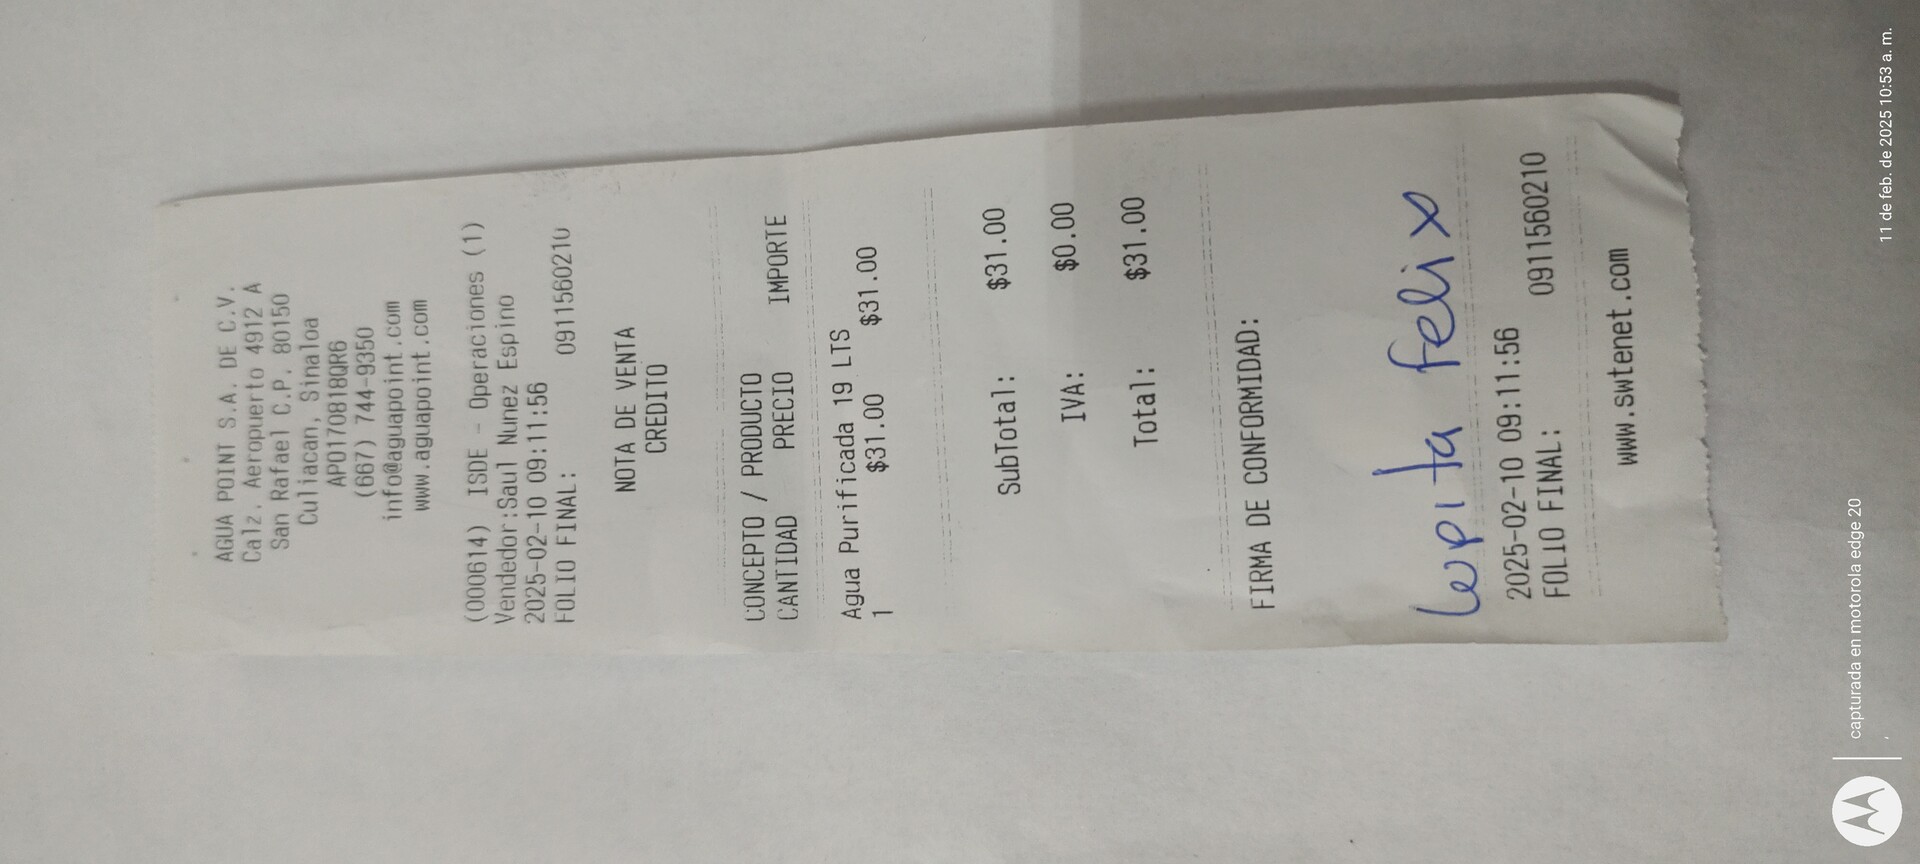 AGUA POINT S.A. DE C.V.
Calz. Aeropuerto 4912 A
San Rafael C.P. 80150
Culiacan, Sinaloa
APO170818QR6
(667) 744-9350
info@aguapoint.com
www.aguapoint.com
(000614) ISDE - Operaciones (1)
Vendedor:Saul Nunez Espino
2025-02-10 09:11:56
FOLIO FINAL: 0911560210
NOTA DE VENTA
CREDITO
CONCEPTO / PRODUCTO
CANTIDAD PRECIO IMPORTE
Agua Purificada 19 LTS
1 $31.00 $31.00
SubTotal: $31.00
IVA: $0.00
Total: $31.00
FIRMA DE CONFORMIDAD:
Lupita felix
2025-02-10 09:11:56
FOLIO FINAL: 0911560210
www.swtenet.com
capturada en motorola edge 20
11 de feb. de 2025 10:53 a. m.